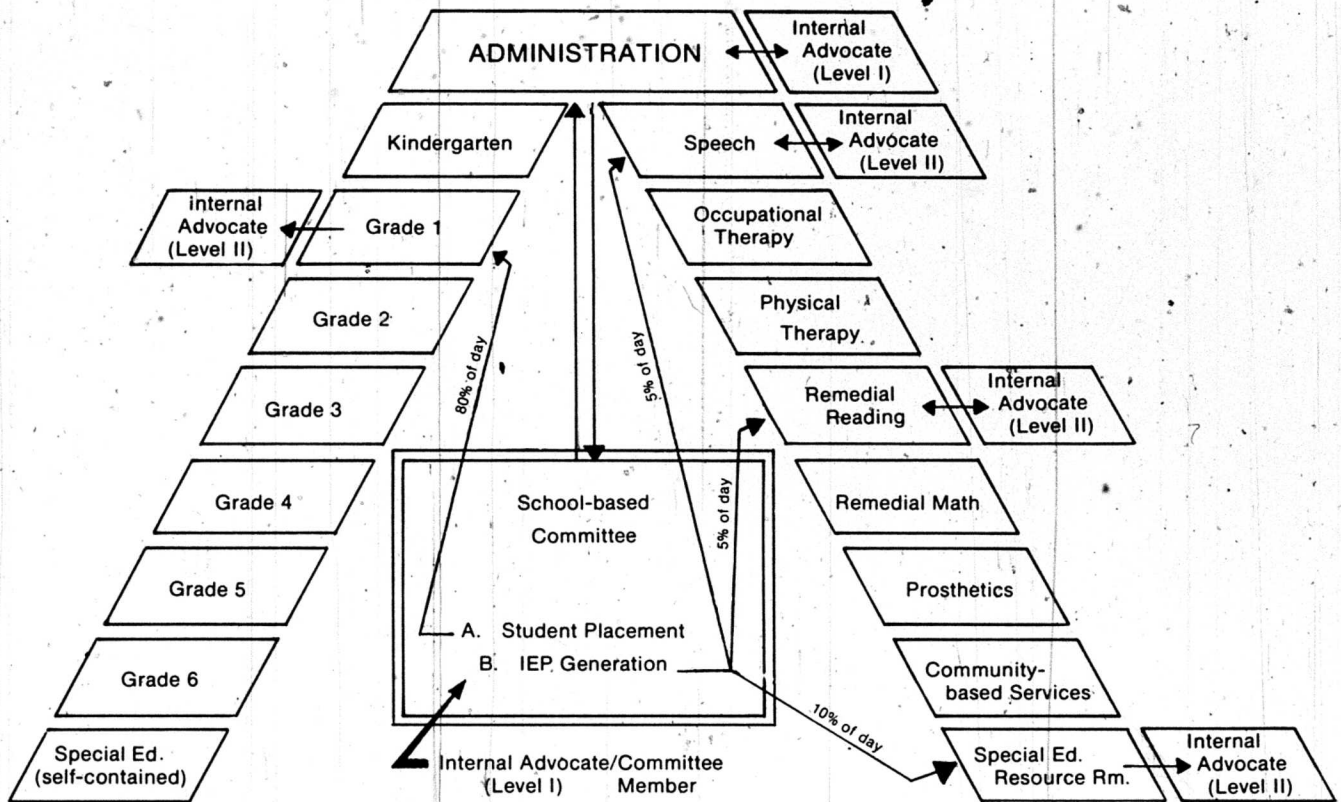 ADMINISTRATION
Internal
Advocate
(Level I)
Kindergarten
Speech
Internal
Advocate
(Level II)
Internal
Advocate
(Level II)
Grade 1
Occupational
Therapy
Grade 2
Physical
Therapy
80% of day
5% of day
Grade 3
Remedial
Reading
Internal
Advocate
(Level II)
Grade 4
School-based
Committee
5% of day
Remedial Math
Grade 5
Prosthetics
A. Student Placement
B. IEP Generation
Grade 6
Community-
based Services
10% of day
Special Ed.
(self-contained)
Internal Advocate/Committee
(Level I) Member
Special Ed.
Resource Rm.
Internal
Advocate
(Level II)